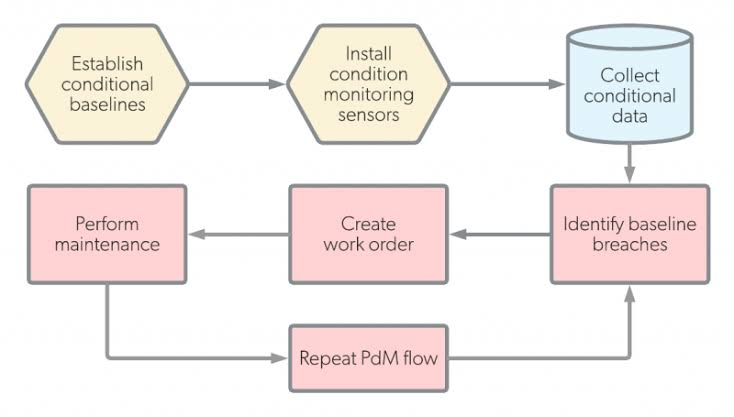 Establish
conditional
baselines
Install
condition
monitoring
sensors
Collect
conditional
data
Identify baseline
breaches
Create
work order
Perform
maintenance
Repeat PdM flow